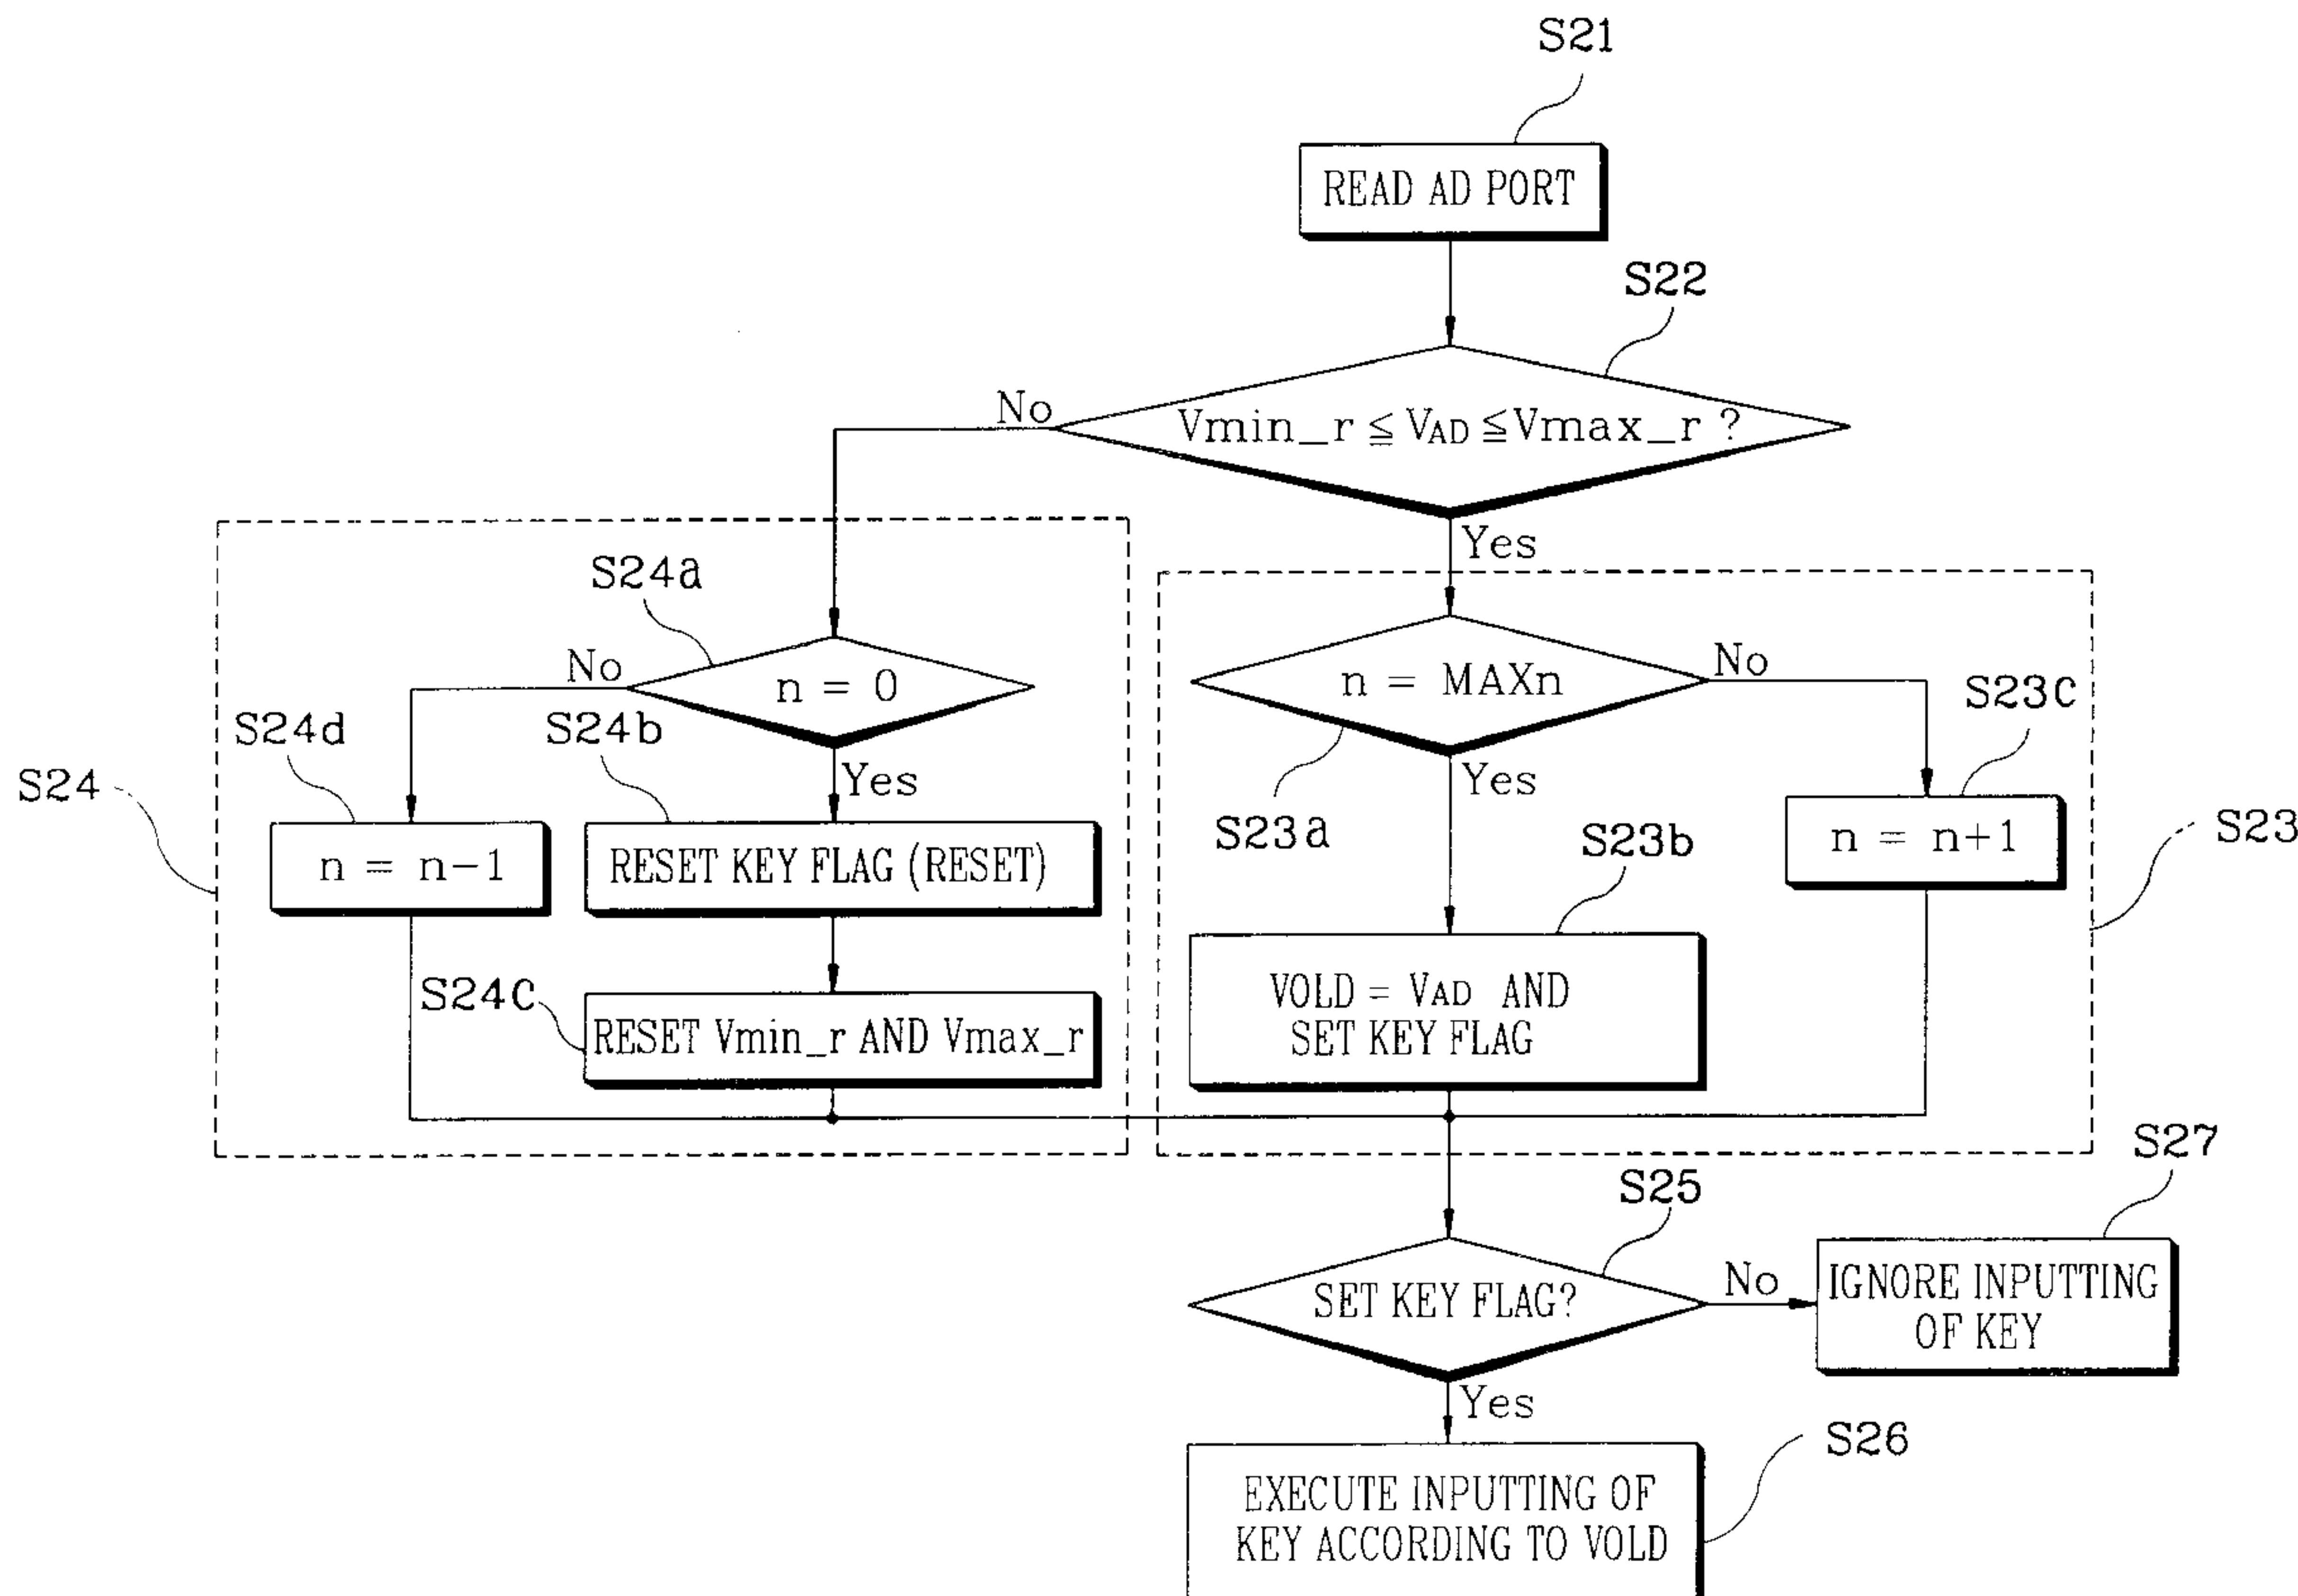 S21
READ AD PORT
S22
No
Vmin_r ≦ VAD ≦ Vmax_r ?
Yes
S24a
No
n = 0
n = MAXn
No
S23C
S24d
S24b
Yes
Yes
S24
S23a
S23b
S23
n = n-1
RESET KEY FLAG (RESET)
n = n+1
S24C
VOLD = VAD AND
SET KEY FLAG
RESET Vmin_r AND Vmax_r
S27
S25
SET KEY FLAG?
No
IGNORE INPUTTING
OF KEY
Yes
S26
EXECUTE INPUTTING OF
KEY ACCORDING TO VOLD